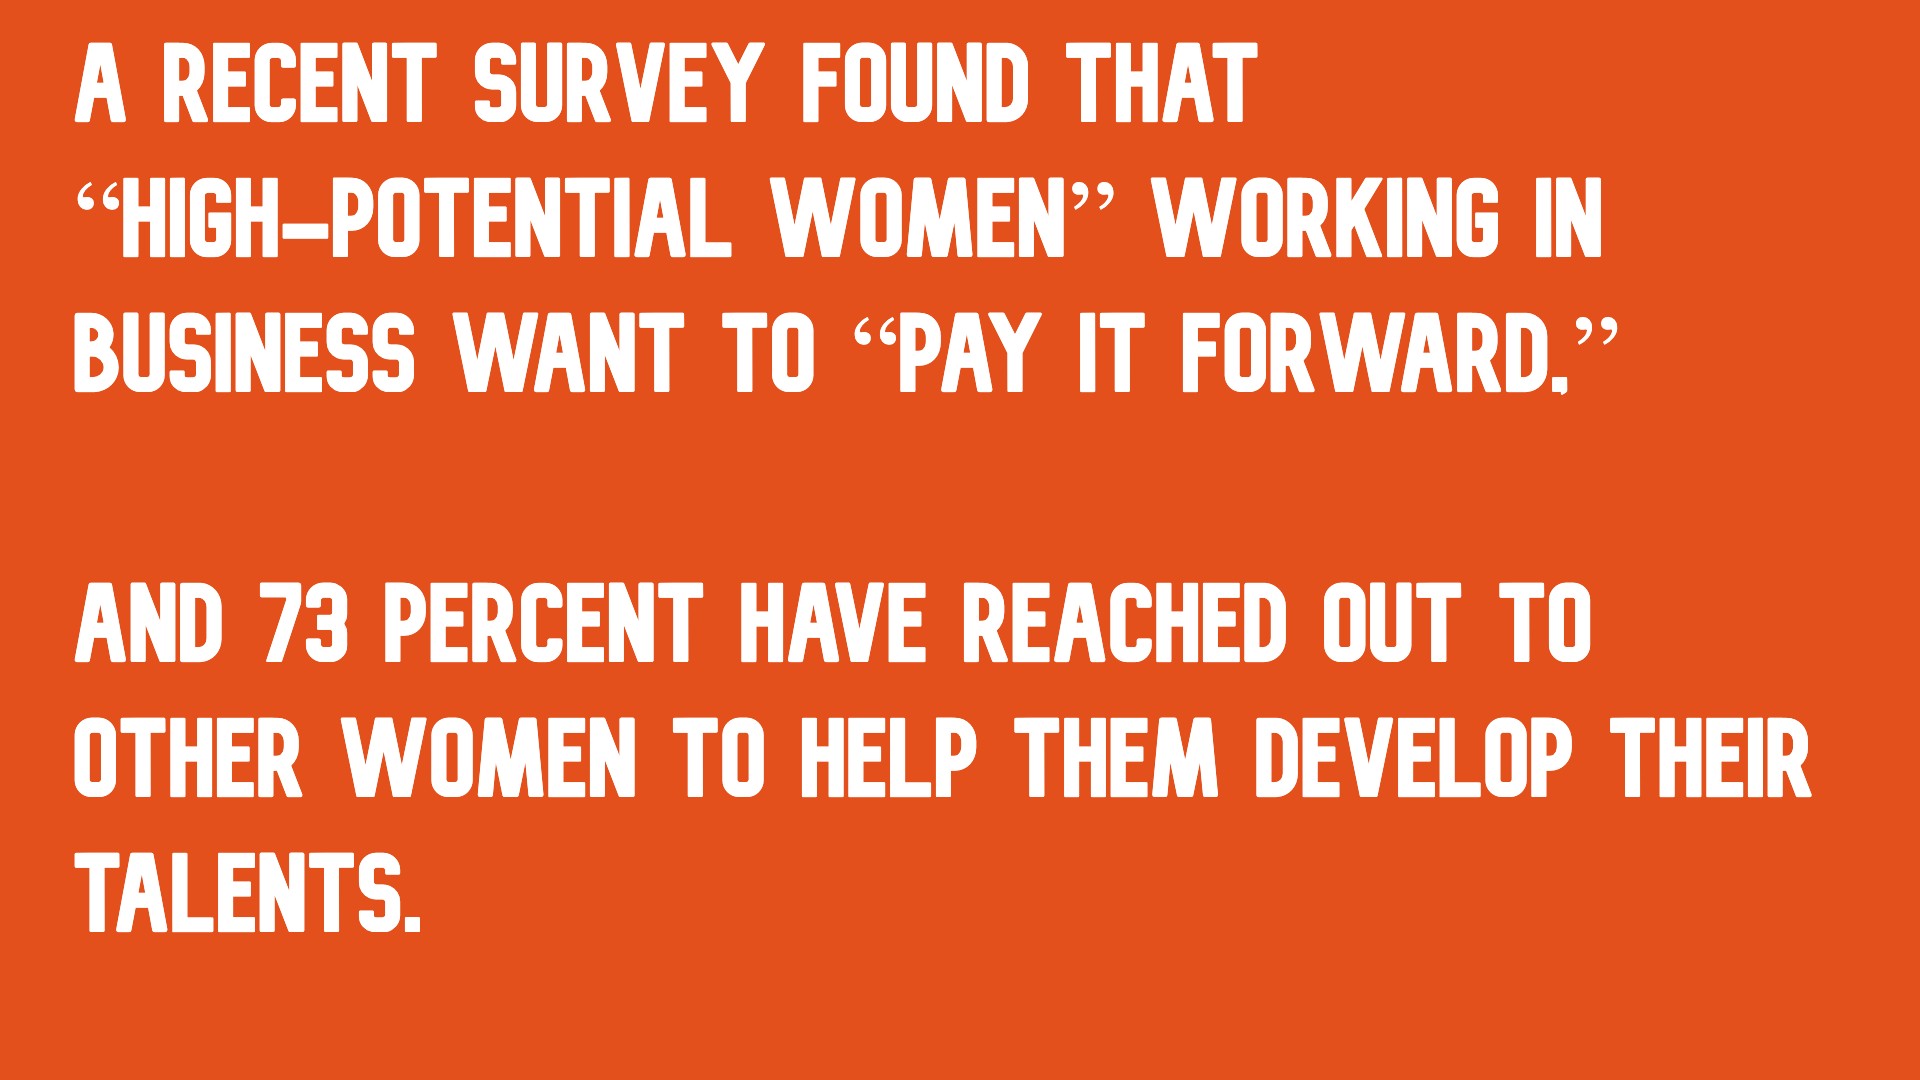 A RECENT SURVEY FOUND THAT
“HIGH-POTENTIAL WOMEN” WORKING IN
BUSINESS WANT TO “PAY IT FORWARD,”
AND 73 PERCENT HAVE REACHED OUT TO
OTHER WOMEN TO HELP THEM DEVELOP THEIR
TALENTS.